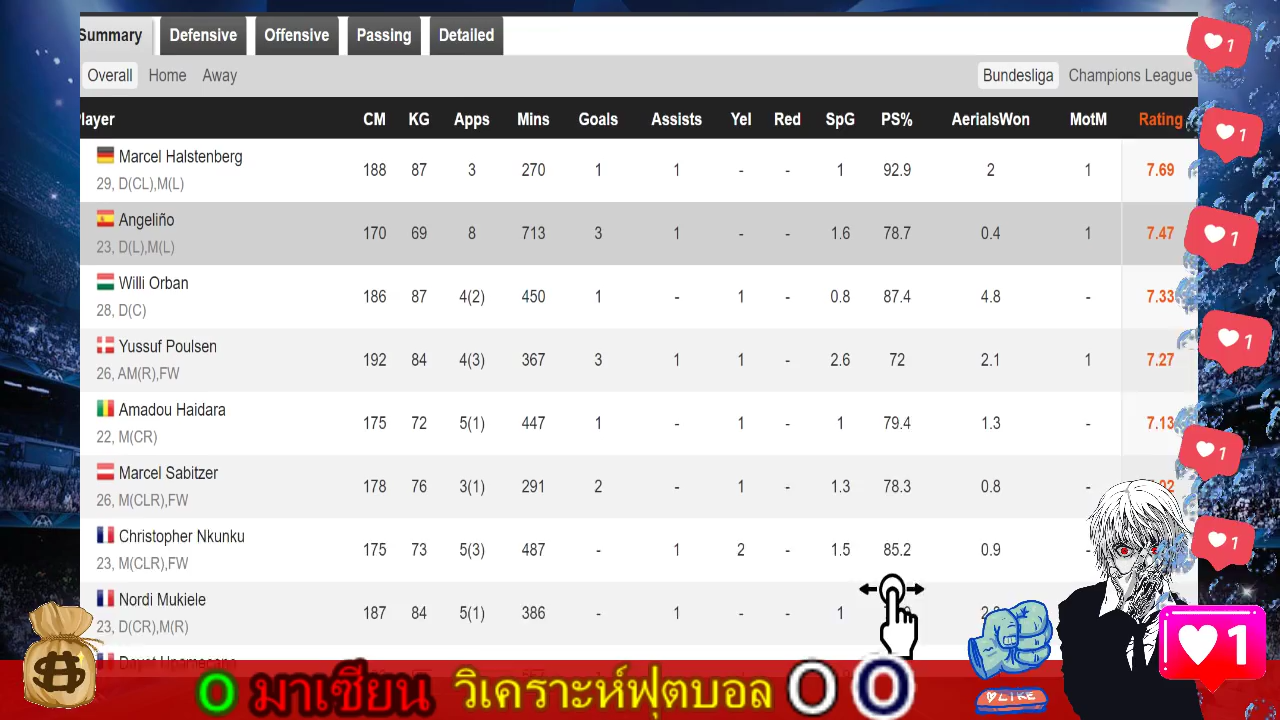 Summary Defensive Offensive Passing Detailed
Overall Home Away Bundesliga Champions League
Player CM KG Apps Mins Goals Assists Yel Red SpG PS% AerialsWon MotM Rating
Marcel Halstenberg 188 87 3 270 1 1 - - 1 92.9 2 1 7.69
29, D(CL),M(L)
Angeliño 170 69 8 713 3 1 - - 1.6 78.7 0.4 1 7.47
23, D(L),M(L)
Willi Orban 186 87 4(2) 450 1 - 1 - 0.8 87.4 4.8 - 7.33
28, D(C)
Yussuf Poulsen 192 84 4(3) 367 3 1 1 - 2.6 72 2.1 1 7.27
26, AM(R),FW
Amadou Haidara 175 72 5(1) 447 1 - 1 - 1 79.4 1.3 - 7.13
22, M(CR)
Marcel Sabitzer 178 76 3(1) 291 2 - 1 - 1.3 78.3 0.8 -
26, M(CLR),FW
Christopher Nkunku 175 73 5(3) 487 - 1 2 - 1.5 85.2 0.9 -
23, M(CLR),FW
Nordi Mukiele 187 84 5(1) 386 - 1 - - 1
23, D(CR),M(R)
Dayot Upamecano
O มาเซียน วิเคราะห์ฟุตบอล O O
1
1
1
1
1
1
1
LIKE